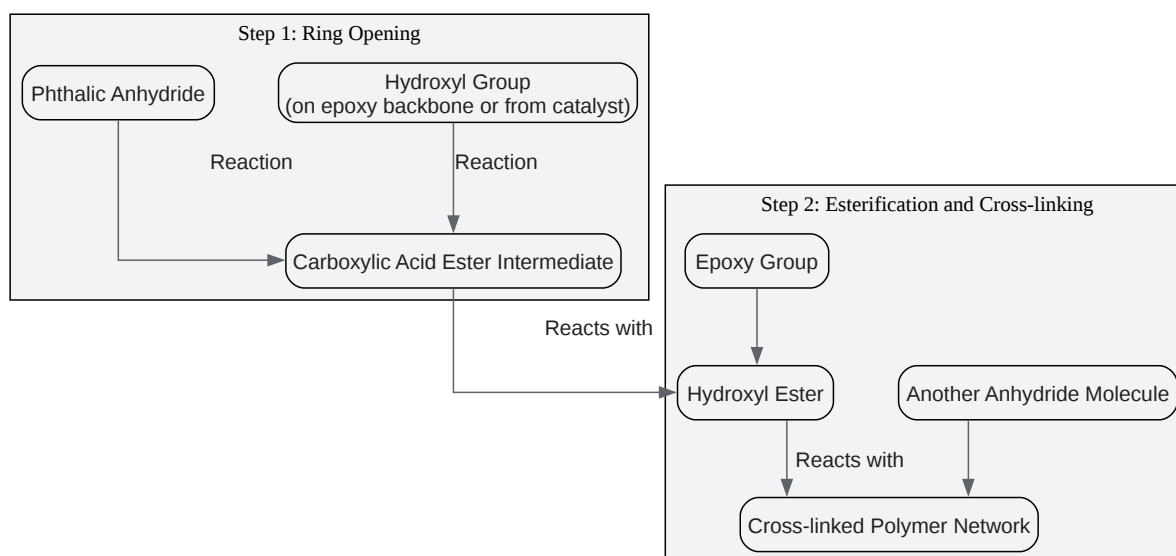 Step 1: Ring Opening
Phthalic Anhydride
Hydroxyl Group
(on epoxy backbone or from catalyst)
Reaction
Reaction
Carboxylic Acid Ester Intermediate
Reacts with
Step 2: Esterification and Cross-linking
Epoxy Group
Hydroxyl Ester
Another Anhydride Molecule
Reacts with
Cross-linked Polymer Network